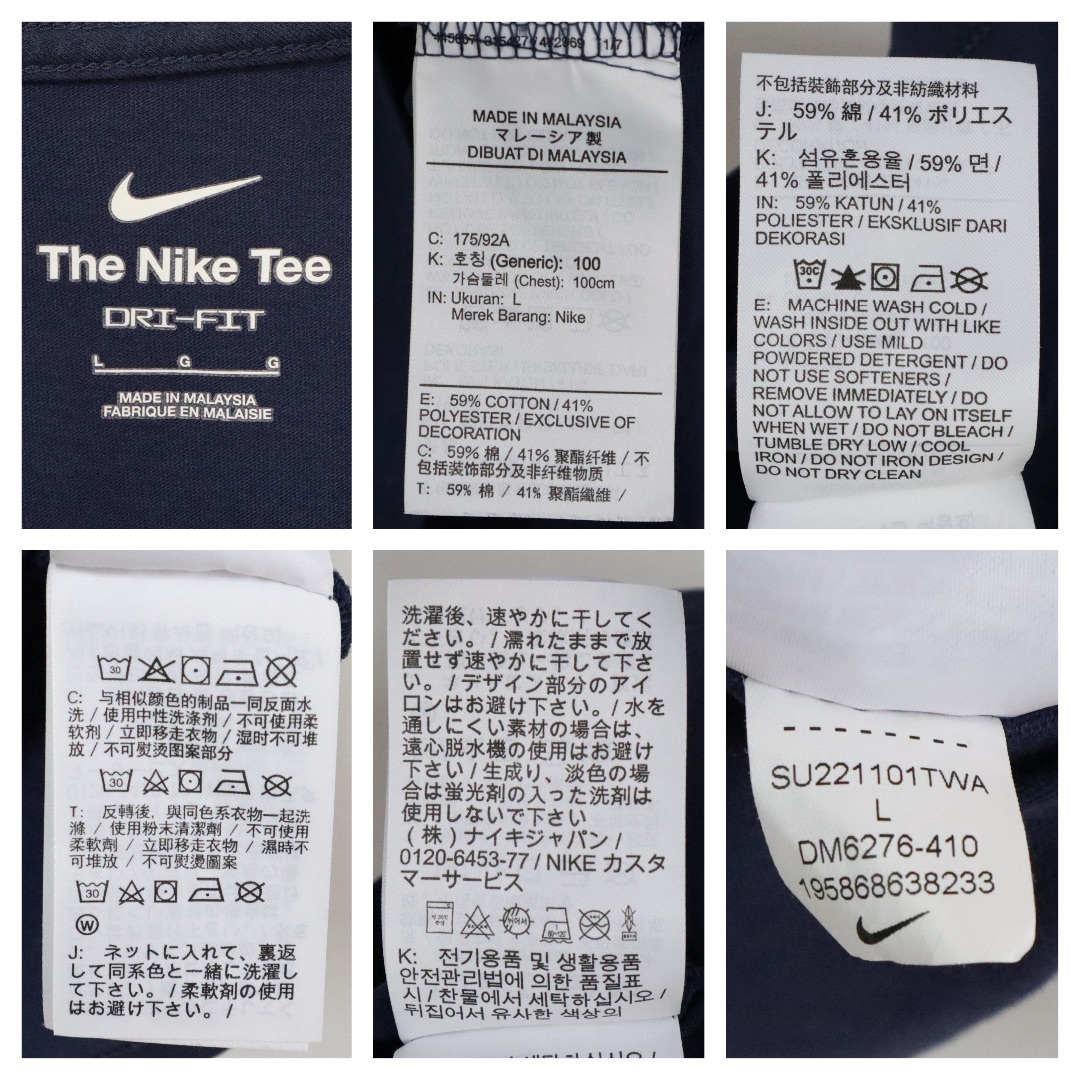 The Nike Tee
DRI-FIT
L G G
MADE IN MALAYSIA
FABRIQUE EN MALAISIE
MADE IN MALAYSIA
マレーシア製
DIBUAT DI MALAYSIA
C: 175/92A
K: 호칭 (Generic): 100
가슴둘레 (Chest): 100cm
IN: Ukuran: L
Merek Barang: Nike
E: 59% COTTON / 41%
POLYESTER / EXCLUSIVE OF
DECORATION
C: 59% 棉 / 41% 聚酯纤维 / 不
包括装饰部分及非纤维物质
T: 59% 棉 / 41% 聚酯纖維 /
不包括裝飾部分及非紡織材料
J: 59% 綿 / 41% ポリエス
テル
K: 섬유혼용율 / 59% 면 /
41% 폴리에스터
IN: 59% KATUN / 41%
POLIESTER / EKSKLUSIF DARI
DEKORASI
30C
E: MACHINE WASH COLD /
WASH INSIDE OUT WITH LIKE
COLORS / USE MILD
POWDERED DETERGENT / DO
NOT USE SOFTENERS /
REMOVE IMMEDIATELY / DO
NOT ALLOW TO LAY ON ITSELF
WHEN WET / DO NOT BLEACH /
TUMBLE DRY LOW / COOL
IRON / DO NOT IRON DESIGN /
DO NOT DRY CLEAN
30
C: 与相似颜色的制品一同反面水
洗 / 使用中性洗涤剂 / 不可使用柔
软剂 / 立即移走衣物 / 湿时不可堆
放 / 不可熨烫图案部分
30
T: 反轉後，與同色系衣物一起洗
滌 / 使用粉末清潔劑 / 不可使用
柔軟劑 / 立即移走衣物 / 濕時不
可堆放 / 不可熨燙圖案
30
W
J: ネットに入れて、裏返
して同系色と一緒に洗濯し
て下さい。 / 柔軟剤の使用
はお避け下さい。 /
洗濯後、速やかに干してく
ださい。 / 濡れたままで放
置せず速やかに干して下さ
い。 / デザイン部分のアイ
ロンはお避け下さい。 / 水を
通しにくい素材の場合は、
遠心脱水機の使用はお避け
下さい / 生成り、淡色の場
合は蛍光剤の入った洗剤は
使用しないで下さい
(株) ナイキジャパン /
0120-6453-77 / NIKE カスタ
マーサービス
K: 전기용품 및 생활용품
안전관리법에 의한 품질표
시 / 찬물에서 세탁하십시오 /
뒤집어서 유사한 색상의
SU221101TWA
L
DM6276-410
195868638233